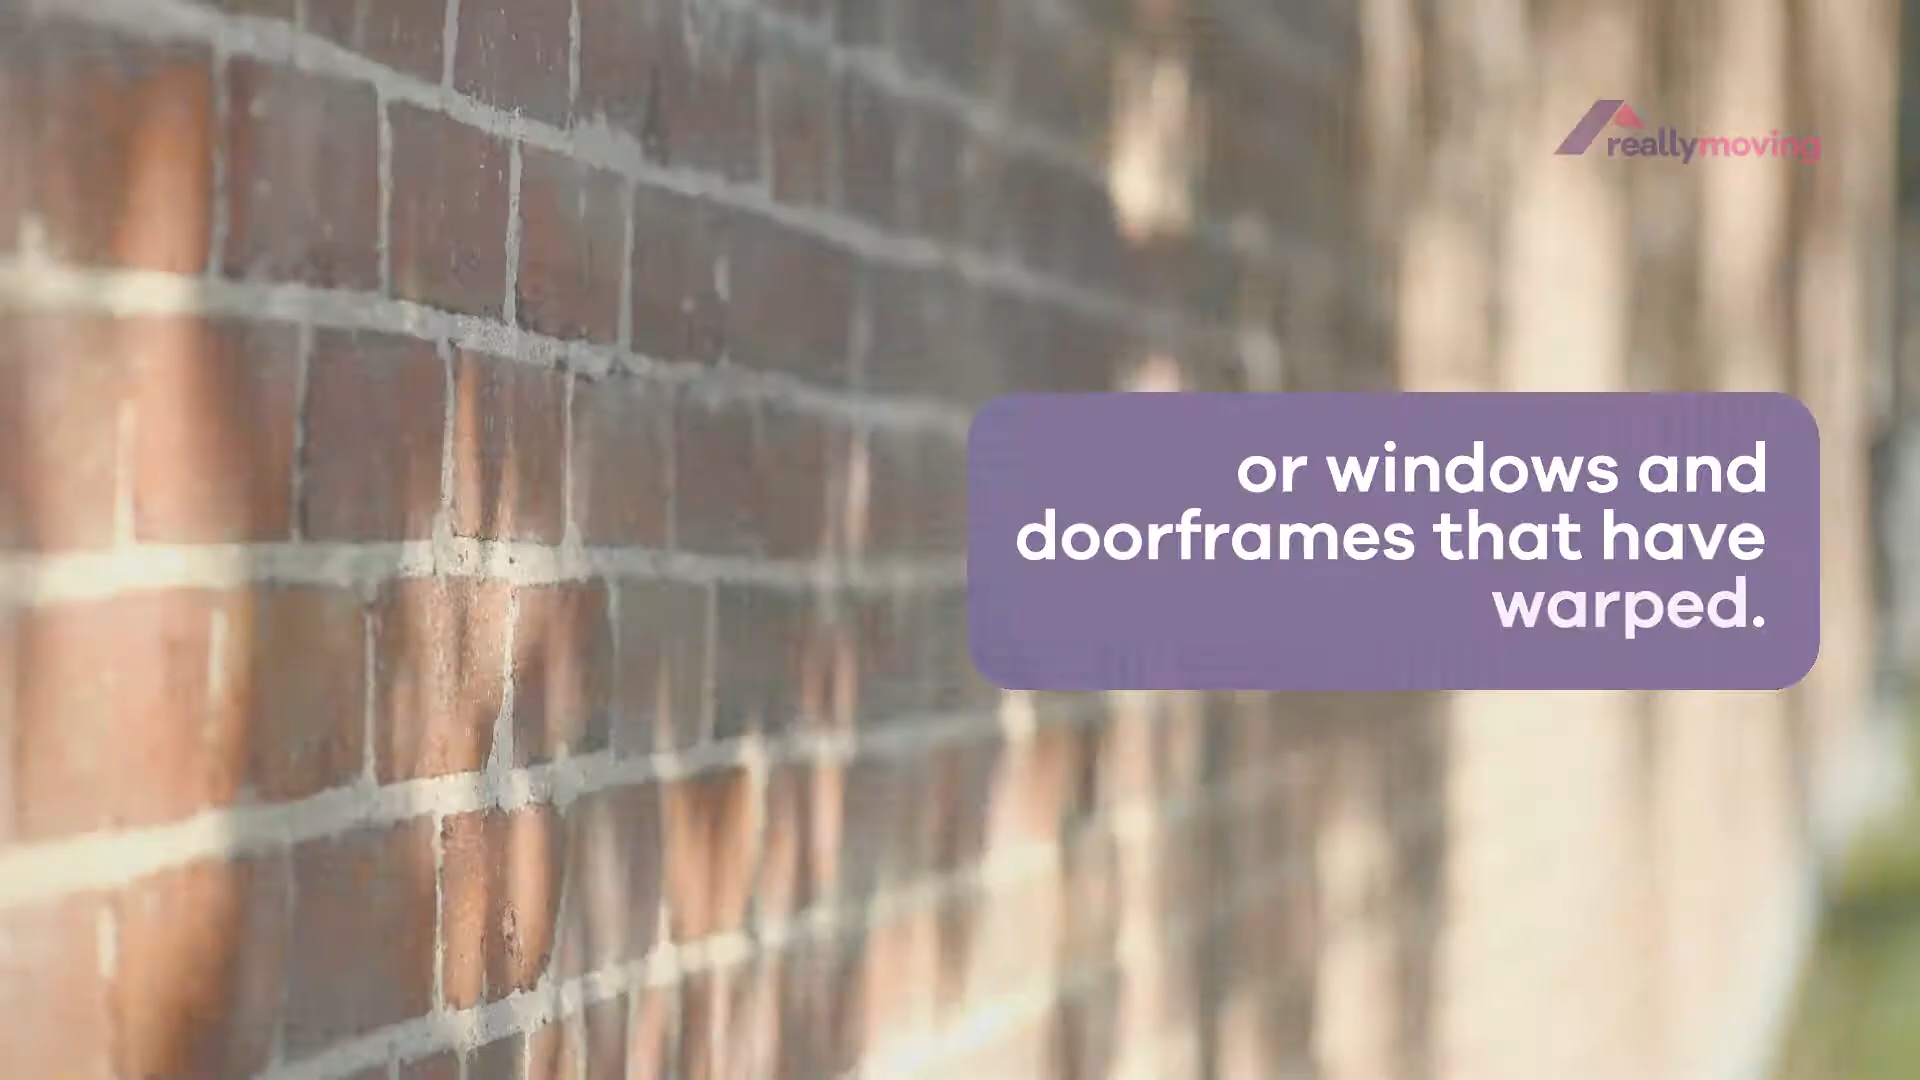 reallymoving
or windows and
doorframes that have
warped.